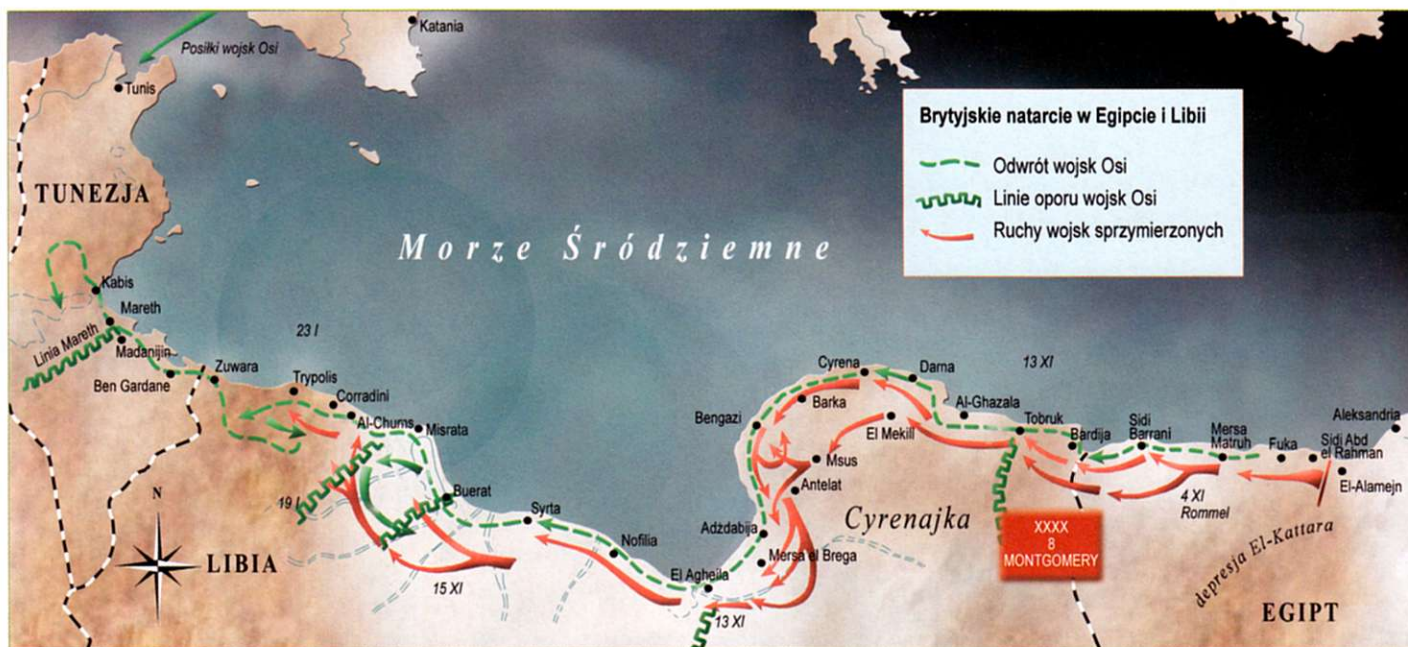 Katania
Posiłki wojsk Osi
Tunis
Brytyjskie natarcie w Egipcie i Libii
Odwrót wojsk Osi
Linie oporu wojsk Osi
Ruchy wojsk sprzymierzonych
TUNEZJA
Morze Śródziemne
Kabis
Mareth
Linia Mareth
Madanijin
Ben Gardane
Zuwara
23 I
Trypolis
Corradini
Al-Chums
Misrata
19 I
Buerat
Syrta
Nofilia
El Agheila
15 XI
13 XI
LIBIA
N
Bengazi
Cyrena
Barka
Darna
13 XI
Al-Ghazala
El Mekill
Msus
Antelat
Adżdabija
Mersa el Brega
Cyrenajka
Tobruk
Bardija
Sidi
Barrani
Mersa
Matruh
Fuka
Sidi Abd
el Rahman
Aleksandria
El-Alamejn
4 XI
Rommel
XXXX
8
MONTGOMERY
depresja El-Kattara
EGIPT